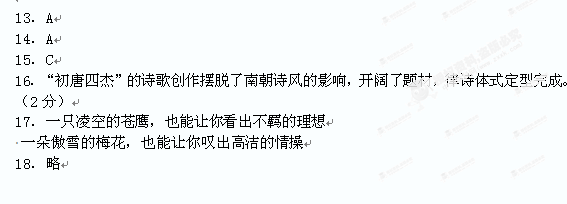 13. A
14. A
15. C
16. “初唐四杰”的诗歌创作摆脱了南朝诗风的影响，开阔了题材，律诗体式定型完成。
（2分）
17. 一只凌空的苍鹰，也能让你看出不羁的理想
一朵傲雪的梅花，也能让你叹出高洁的情操
18. 略